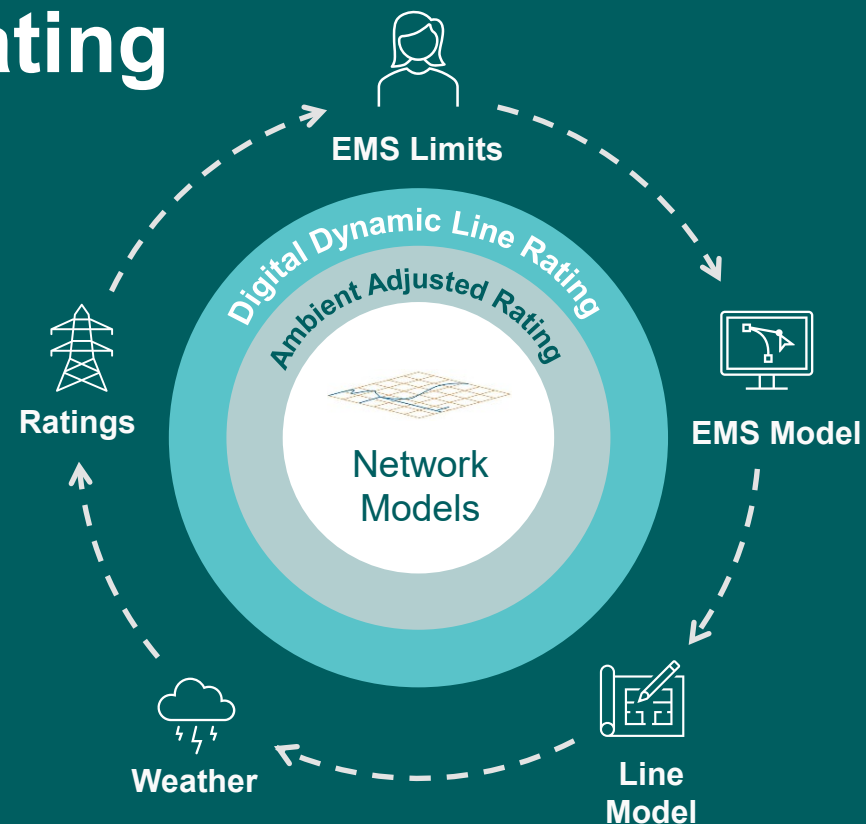 ating
EMS Limits
Digital Dynamic Line Rating
Ambient Adjusted Rating
Ratings
EMS Model
Network
Models
Weather
Line
Model